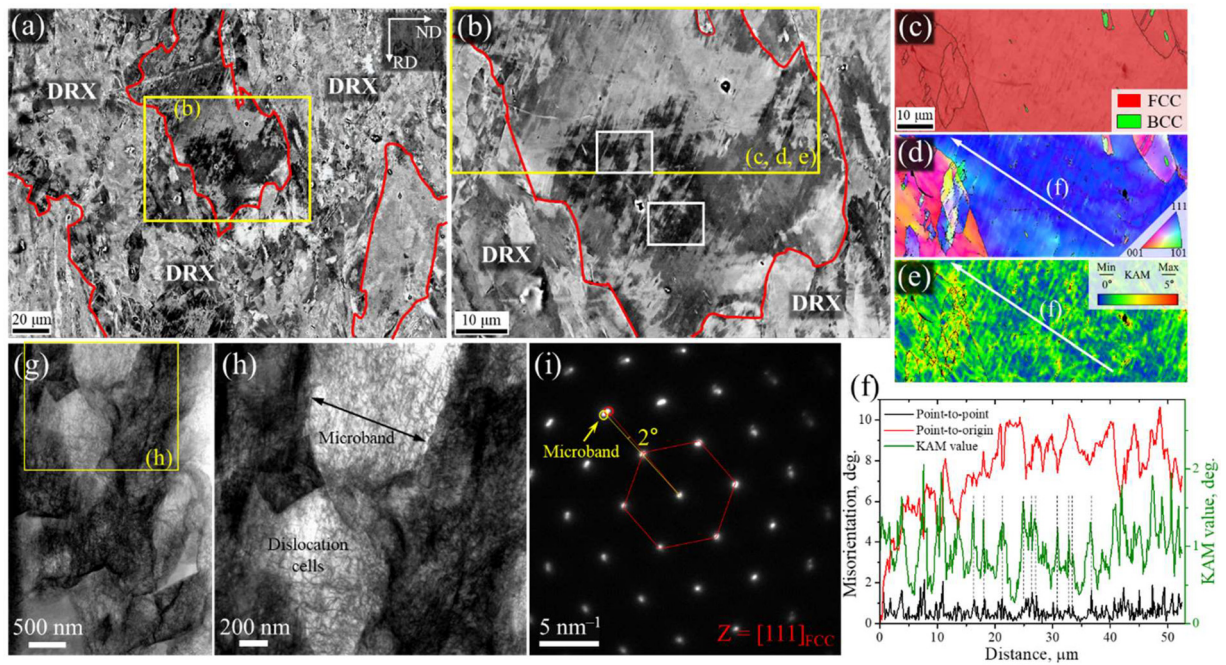 (a)
ND
RD
DRX
DRX
(b)
DRX
20 μm
(b)
(c, d, e)
DRX
DRX
10 μm
(c)
10 μm
FCC
BCC
(d)
(f)
111
001
101
(e)
Min
KAM
Max
0°
5°
(f)
(g)
(h)
500 nm
(h)
Microband
Dislocation
cells
200 nm
(i)
Microband
2°
5 nm⁻¹
Z = [111]FCC
(f)
Point-to-point
Point-to-origin
KAM value
Misorientation, deg.
10
8
6
4
2
0
KAM value, deg.
2
1
0
0
10
20
30
40
50
Distance, μm